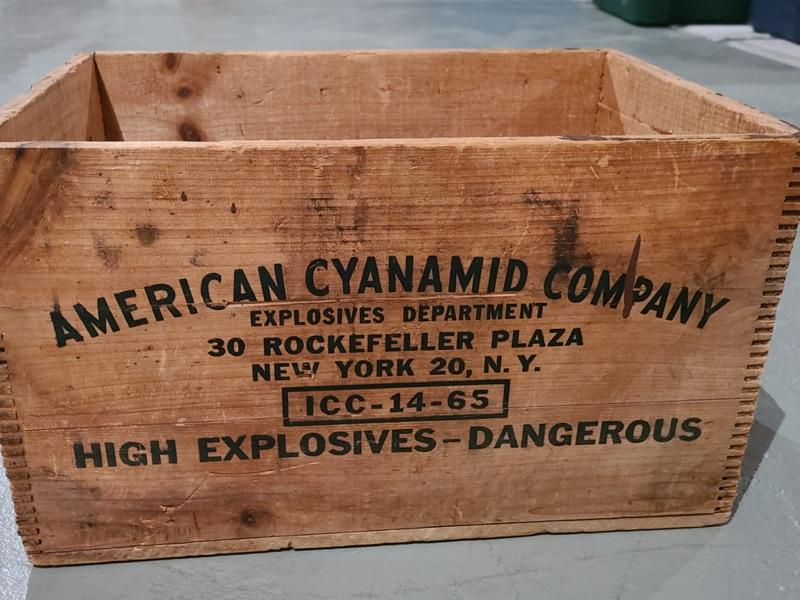 AMERICAN CYANAMID COMPANY
EXPLOSIVES DEPARTMENT
30 ROCKEFELLER PLAZA
NEW YORK 20, N.Y.
ICC-14-65
HIGH EXPLOSIVES-DANGEROUS